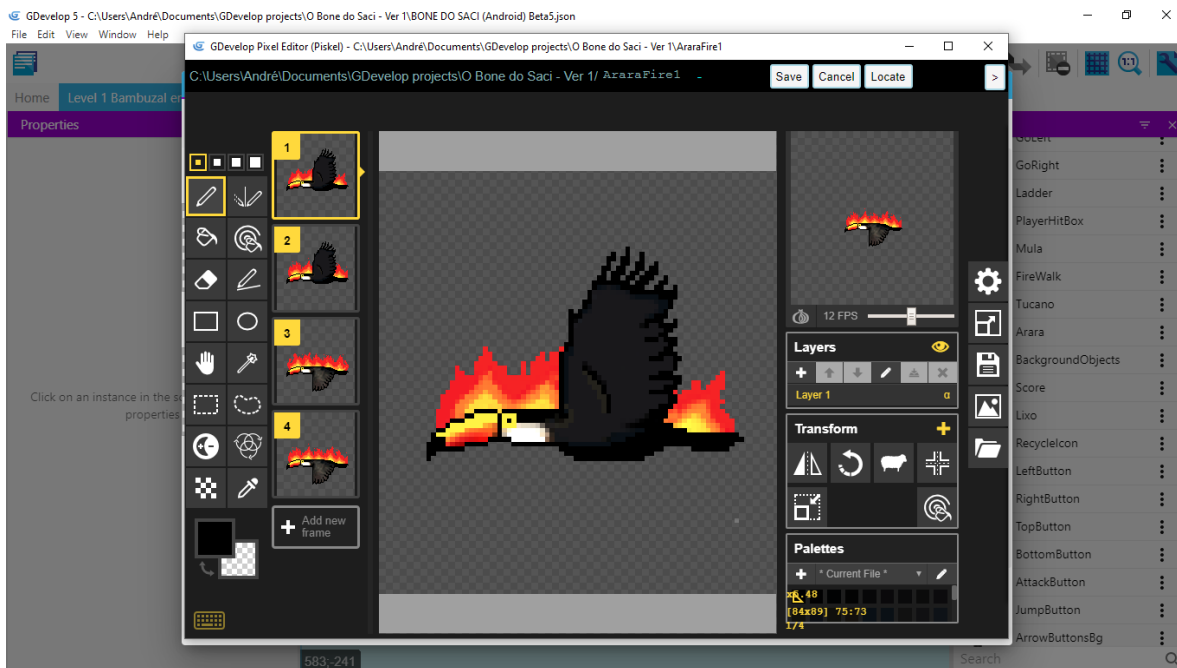 GDevelop 5 - C:\Users\André\Documents\GDevelop projects\O Bone do Saci - Ver 1\BONE DO SACI (Android) Beta5.json
File Edit View Window Help
GDevelop Pixel Editor (Piskel) - C:\Users\André\Documents\GDevelop projects\O Bone do Saci - Ver 1\AraraFire1
C:\Users\André\Documents\GDevelop projects\O Bone do Saci - Ver 1/ AraraFire1 -
Save Cancel Locate >
1:1
Home Level 1 Bambuzal
Properties
1
2
3
4
Add new
frame
Click on an instance in the
properties
12 FPS
Layers
Layer 1 α
Transform
Palettes
* Current File *
[84x89] 75:73
1/4
GoLeft
GoRight
Ladder
PlayerHitBox
Mula
FireWalk
Tucano
Arara
BackgroundObjects
Score
Lixo
RecycleIcon
LeftButton
RightButton
TopButton
BottomButton
AttackButton
JumpButton
ArrowButtonsBg
Search
583;-241